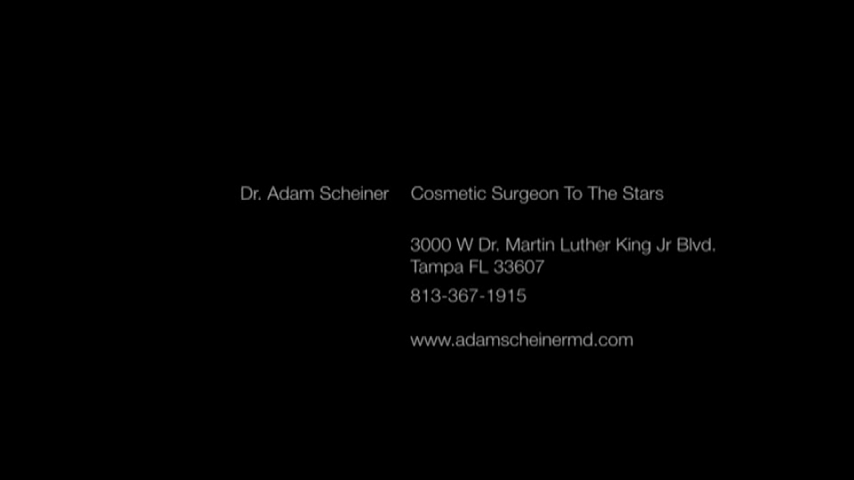 Dr. Adam Scheiner Cosmetic Surgeon To The Stars
3000 W Dr. Martin Luther King Jr Blvd.
Tampa FL 33607
813-367-1915
www.adamscheinermd.com